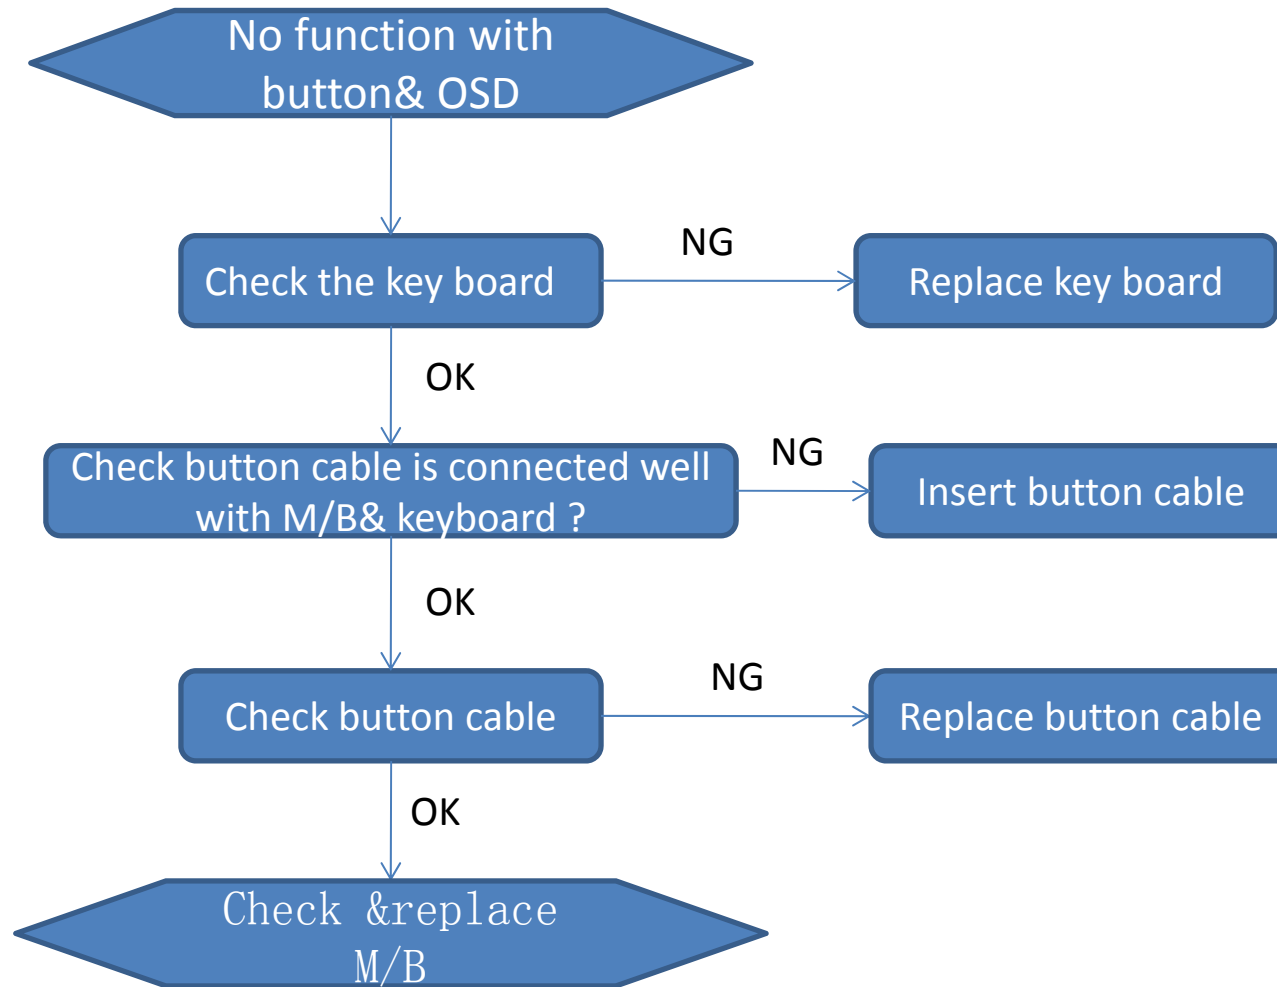 No function with
button& OSD
Check the key board
NG
Replace key board
OK
Check button cable is connected well
with M/B& keyboard ?
NG
Insert button cable
OK
Check button cable
NG
Replace button cable
OK
Check &replace
M/B